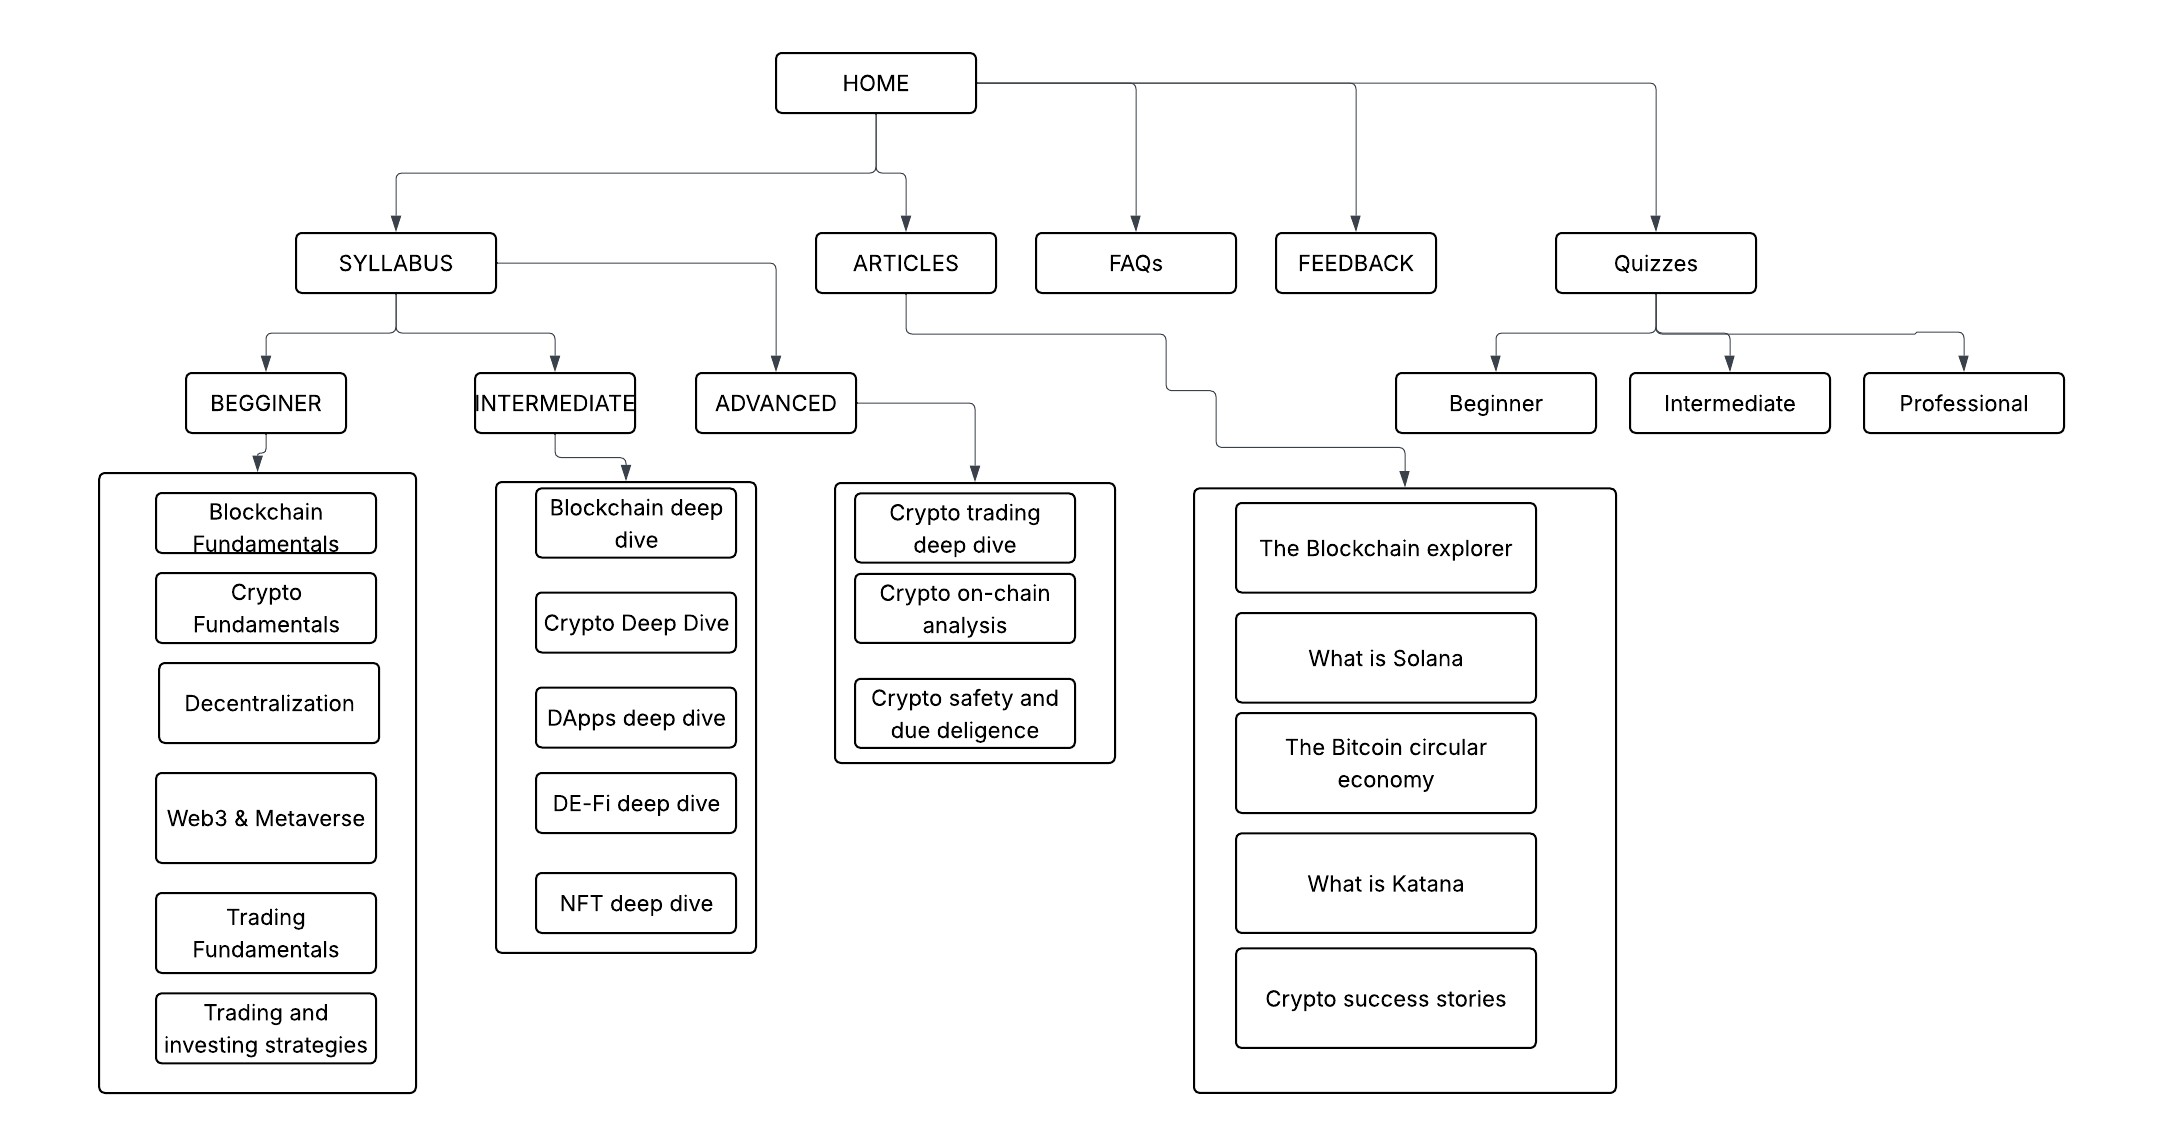 HOME
SYLLABUS
ARTICLES
FAQs
FEEDBACK
Quizzes
BEGGINER
INTERMEDIATE
ADVANCED
Beginner
Intermediate
Professional
Blockchain
Fundamentals
Crypto
Fundamentals
Decentralization
Web3 & Metaverse
Trading
Fundamentals
Trading and
investing strategies
Blockchain deep
dive
Crypto Deep Dive
DApps deep dive
DE-Fi deep dive
NFT deep dive
Crypto trading
deep dive
Crypto on-chain
analysis
Crypto safety and
due deligence
The Blockchain explorer
What is Solana
The Bitcoin circular
economy
What is Katana
Crypto success stories